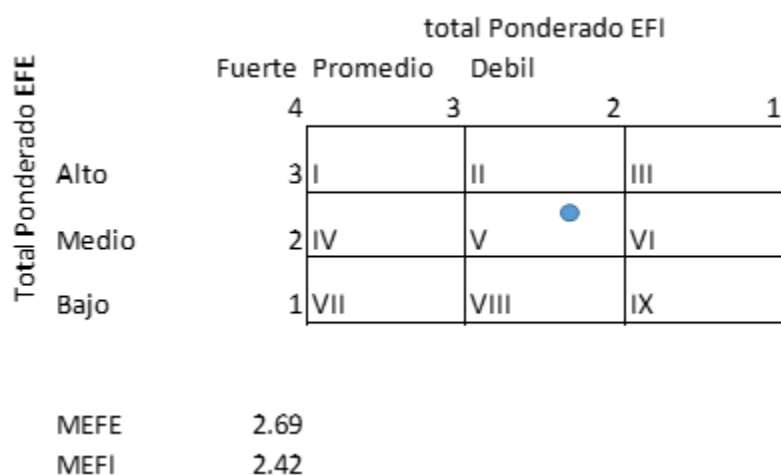 total Ponderado EFI
Fuerte Promedio Debil
4 3 2 1
Total Ponderado EFE
Alto 3 I II III
Medio 2 IV V VI
Bajo 1 VII VIII IX
MEFE 2.69
MEFI 2.42